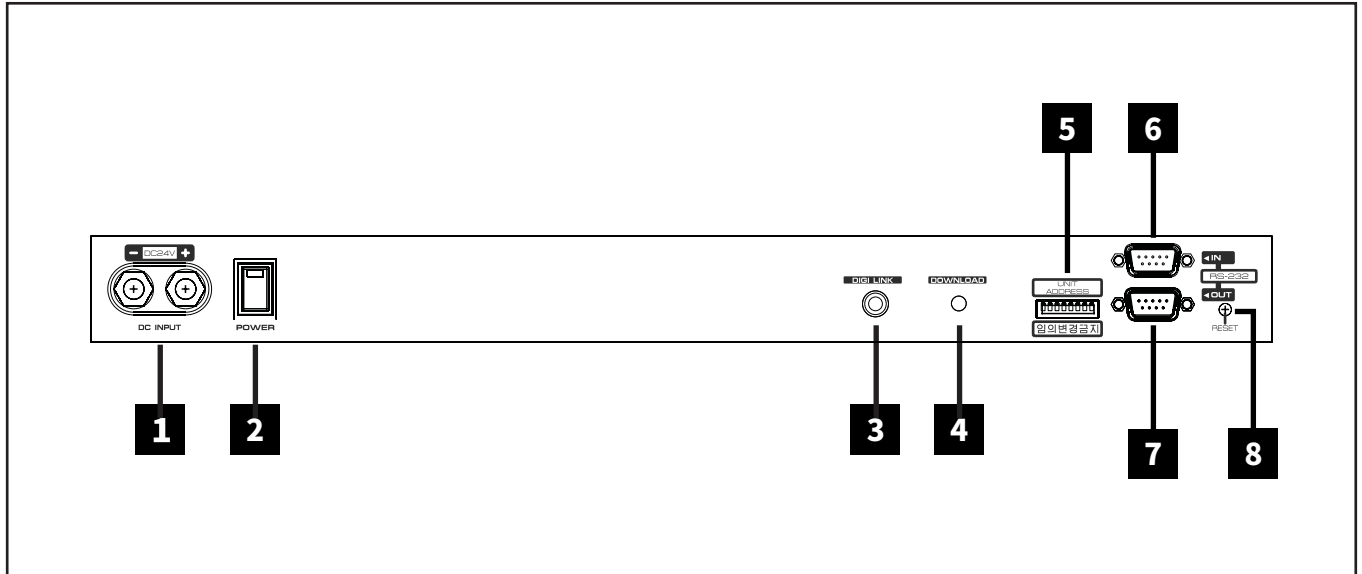 5 6
- DC24V +
DC INPUT
POWER
DIGI LINK
DOWNLOAD
UNIT
ADDRESS
임의변경금지
◄IN
RS-232
◄OUT
RESET
1 2 3 4 7 8